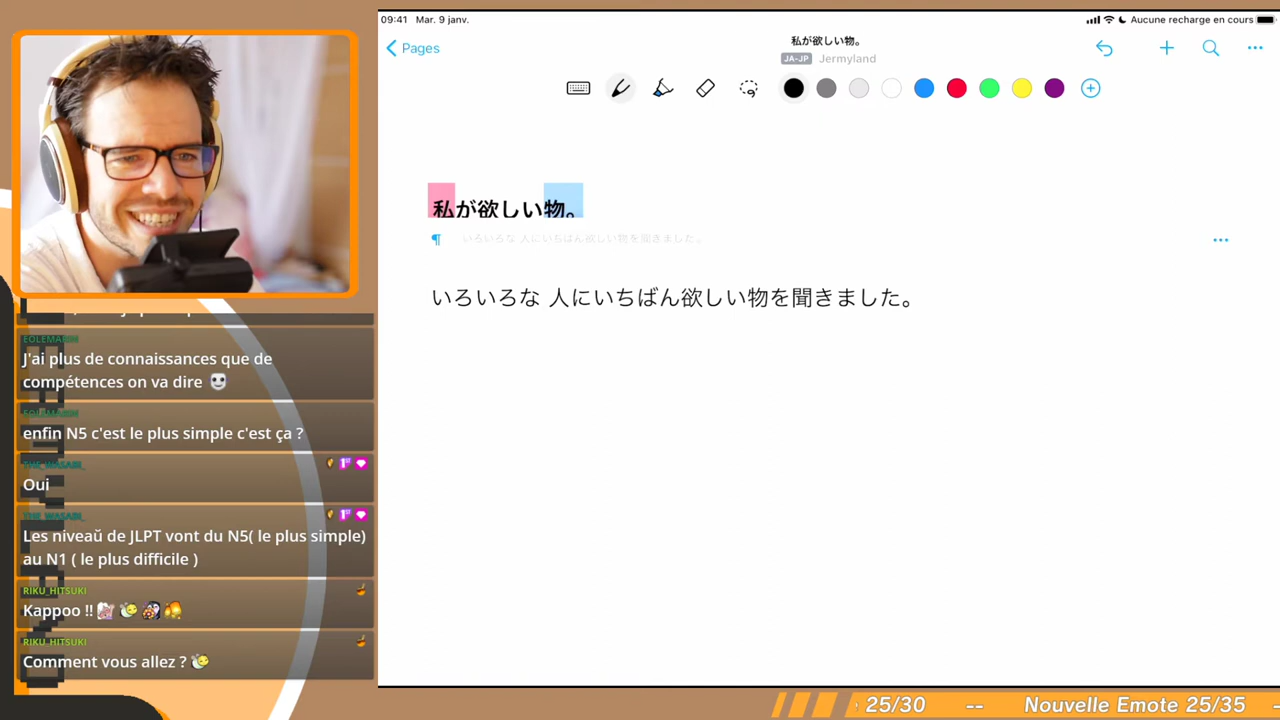 09:41 Mar. 9 janv.
Aucune recharge en cours
Pages
私が欲しい物。
JA-JP Jermyland
私が欲しい物。
いろいろな 人にいちばん欲しい物を聞きました。
いろいろな 人にいちばん欲しい物を聞きました。
EOLEMARIN
J'ai plus de connaissances que de
compétences on va dire
EOLEMARIN
enfin N5 c'est le plus simple c'est ça ?
THE_WASABI_
Oui
THE_WASABI_
Les niveaŭ de JLPT vont du N5( le plus simple)
au N1 ( le plus difficile )
RIKU_HITSUKI
Kappoo !!
RIKU_HITSUKI
Comment vous allez ?
: 25/30 -- Nouvelle Emote 25/35